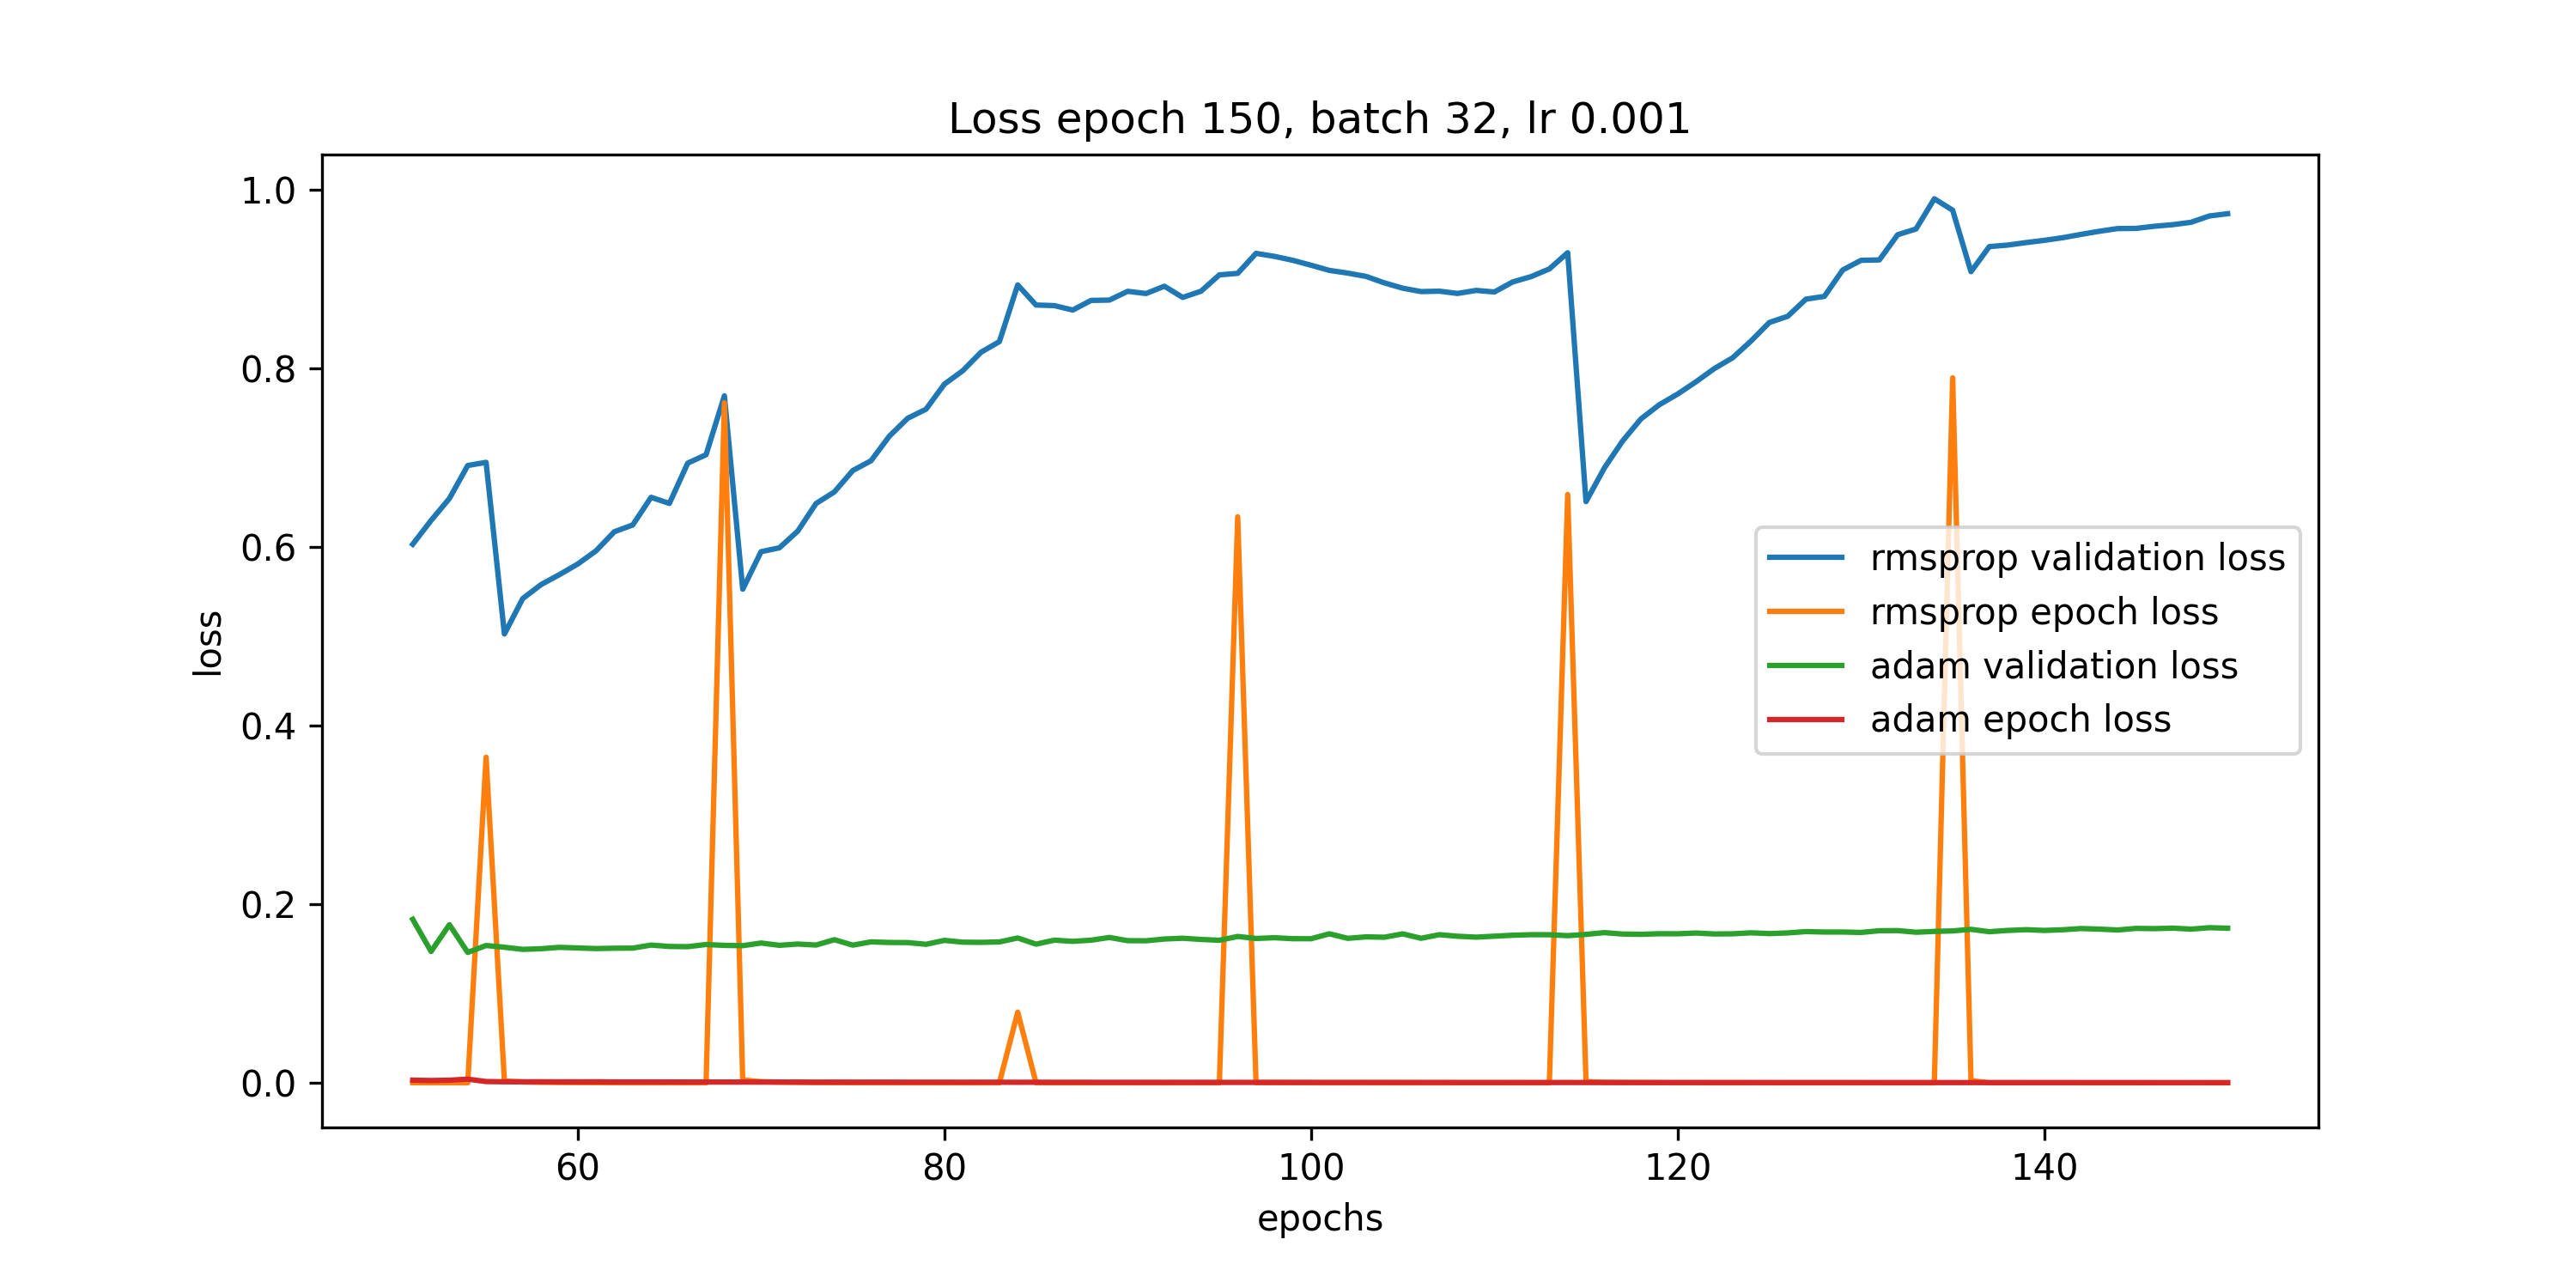 Loss epoch 150, batch 32, lr 0.001
1.0
0.8
0.6
0.4
0.2
0.0
loss
rmsprop validation loss
rmsprop epoch loss
adam validation loss
adam epoch loss
60 80 100 120 140
epochs